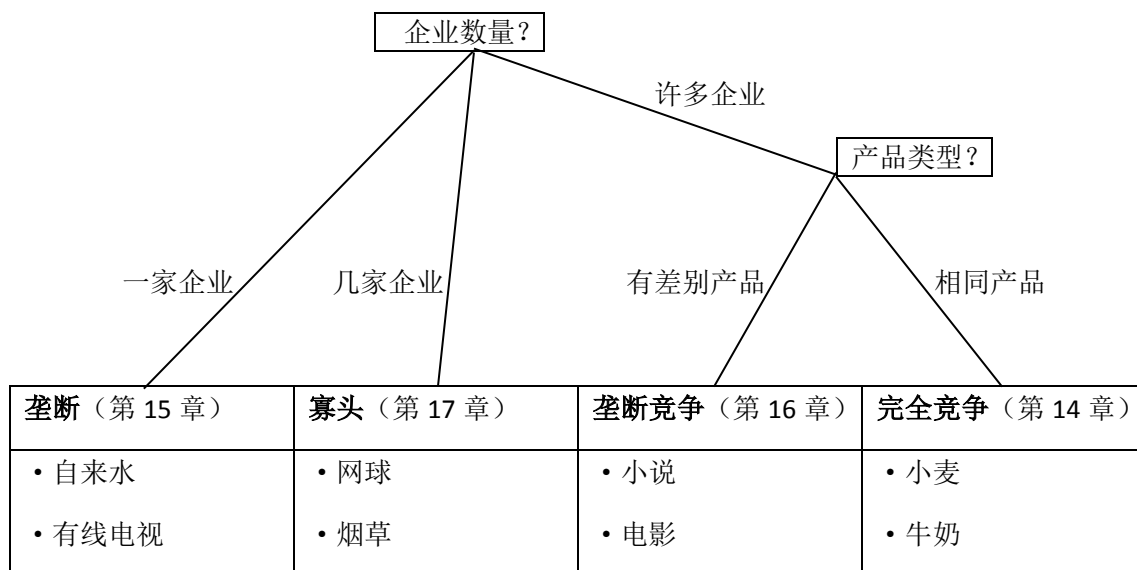 企业数量？
许多企业
产品类型？
一家企业
几家企业
有差别产品
相同产品
垄断（第 15 章）
寡头（第 17 章）
垄断竞争（第 16 章）
完全竞争（第 14 章）
·自来水
·网球
·小说
·小麦
·有线电视
·烟草
·电影
·牛奶